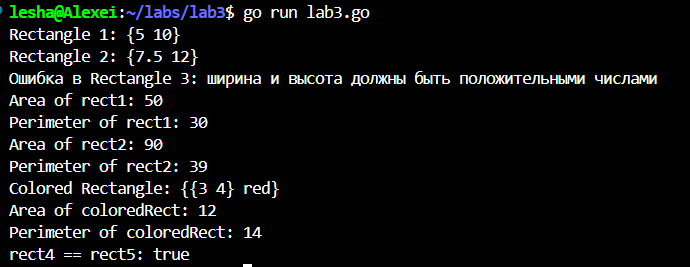 lesha@Alexei:~/labs/lab3$ go run lab3.go
Rectangle 1: {5 10}
Rectangle 2: {7.5 12}
Ошибка в Rectangle 3: ширина и высота должны быть положительными числами
Area of rect1: 50
Perimeter of rect1: 30
Area of rect2: 90
Perimeter of rect2: 39
Colored Rectangle: {{3 4} red}
Area of coloredRect: 12
Perimeter of coloredRect: 14
rect4 == rect5: true